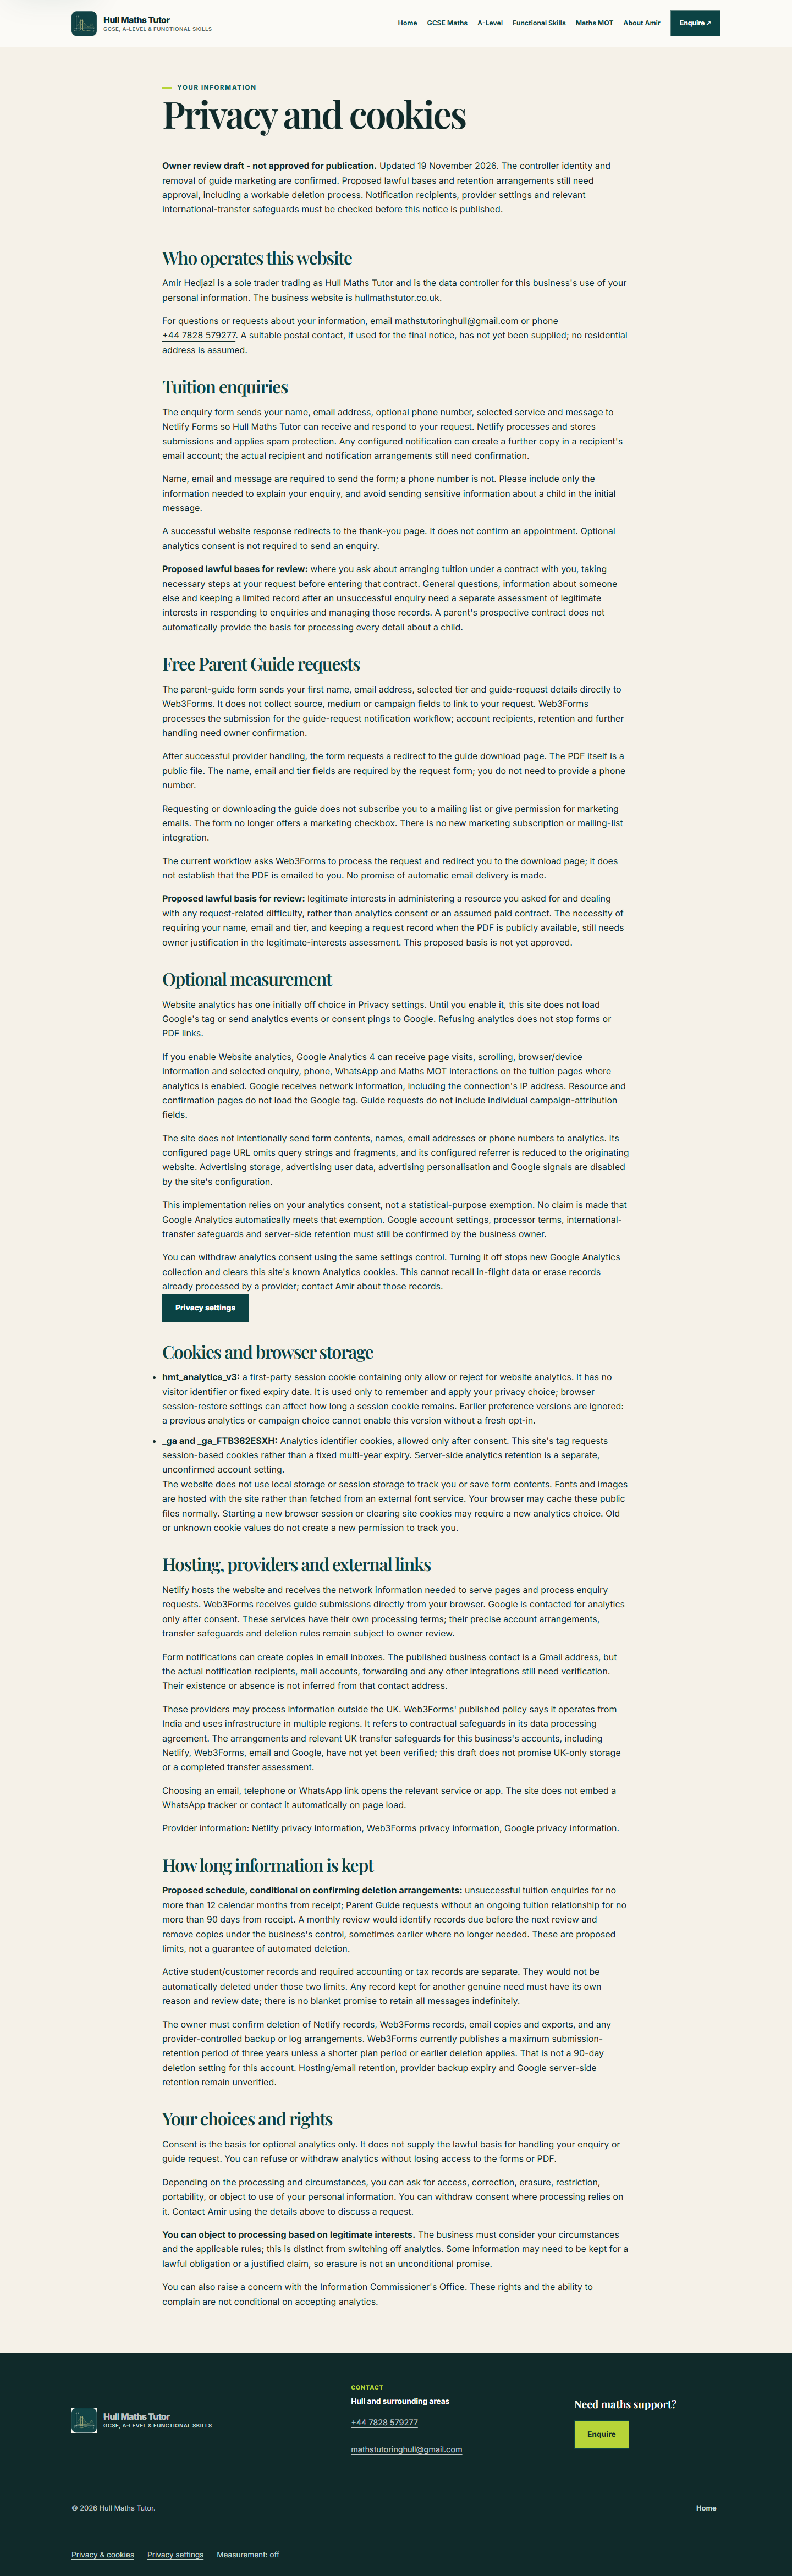 Hull Maths Tutor
GCSE, A-LEVEL & FUNCTIONAL SKILLS
Home GCSE Maths A-Level Functional Skills Maths MOT About Amir Enquire ↗
YOUR INFORMATION
Privacy and cookies
Owner review draft - not approved for publication. Updated 19 November 2026. The controller identity and
removal of guide marketing are confirmed. Proposed lawful bases and retention arrangements still need
approval, including a workable deletion process. Notification recipients, provider settings and relevant
international-transfer safeguards must be checked before this notice is published.
Who operates this website
Amir Hedjazi is a sole trader trading as Hull Maths Tutor and is the data controller for this business's use of your
personal information. The business website is hullmathstutor.co.uk.
For questions or requests about your information, email mathstutoringhull@gmail.com or phone
+44 7828 579277. A suitable postal contact, if used for the final notice, has not yet been supplied; no residential
address is assumed.
Tuition enquiries
The enquiry form sends your name, email address, optional phone number, selected service and message to
Netlify Forms so Hull Maths Tutor can receive and respond to your request. Netlify processes and stores
submissions and applies spam protection. Any configured notification can create a further copy in a recipient's
email account; the actual recipient and notification arrangements still need confirmation.
Name, email and message are required to send the form; a phone number is not. Please include only the
information needed to explain your enquiry, and avoid sending sensitive information about a child in the initial
message.
A successful website response redirects to the thank-you page. It does not confirm an appointment. Optional
analytics consent is not required to send an enquiry.
Proposed lawful bases for review: where you ask about arranging tuition under a contract with you, taking
necessary steps at your request before entering that contract. General questions, information about someone
else and keeping a limited record after an unsuccessful enquiry need a separate assessment of legitimate
interests in responding to enquiries and managing those records. A parent's prospective contract does not
automatically provide the basis for processing every detail about a child.
Free Parent Guide requests
The parent-guide form sends your first name, email address, selected tier and guide-request details directly to
Web3Forms. It does not collect source, medium or campaign fields to link to your request. Web3Forms
processes the submission for the guide-request notification workflow; account recipients, retention and further
handling need owner confirmation.
After successful provider handling, the form requests a redirect to the guide download page. The PDF itself is a
public file. The name, email and tier fields are required by the request form; you do not need to provide a phone
number.
Requesting or downloading the guide does not subscribe you to a mailing list or give permission for marketing
emails. The form no longer offers a marketing checkbox. There is no new marketing subscription or mailing-list
integration.
The current workflow asks Web3Forms to process the request and redirect you to the download page; it does
not establish that the PDF is emailed to you. No promise of automatic email delivery is made.
Proposed lawful basis for review: legitimate interests in administering a resource you asked for and dealing
with any request-related difficulty, rather than analytics consent or an assumed paid contract. The necessity of
requiring your name, email and tier, and keeping a request record when the PDF is publicly available, still needs
owner justification in the legitimate-interests assessment. This proposed basis is not yet approved.
Optional measurement
Website analytics has one initially off choice in Privacy settings. Until you enable it, this site does not load
Google's tag or send analytics events or consent pings to Google. Refusing analytics does not stop forms or
PDF links.
If you enable Website analytics, Google Analytics 4 can receive page visits, scrolling, browser/device
information and selected enquiry, phone, WhatsApp and Maths MOT interactions on the tuition pages where
analytics is enabled. Google receives network information, including the connection's IP address. Resource and
confirmation pages do not load the Google tag. Guide requests do not include individual campaign-attribution
fields.
The site does not intentionally send form contents, names, email addresses or phone numbers to analytics. Its
configured page URL omits query strings and fragments, and its configured referrer is reduced to the originating
website. Advertising storage, advertising user data, advertising personalisation and Google signals are disabled
by the site's configuration.
This implementation relies on your analytics consent, not a statistical-purpose exemption. No claim is made that
Google Analytics automatically meets that exemption. Google account settings, processor terms, international-
transfer safeguards and server-side retention must still be confirmed by the business owner.
You can withdraw analytics consent using the same settings control. Turning it off stops new Google Analytics
collection and clears this site's known Analytics cookies. This cannot recall in-flight data or erase records
already processed by a provider; contact Amir about those records.
Privacy settings
Cookies and browser storage
• hmt_analytics_v3: a first-party session cookie containing only allow or reject for website analytics. It has no
visitor identifier or fixed expiry date. It is used only to remember and apply your privacy choice; browser
session-restore settings can affect how long a session cookie remains. Earlier preference versions are ignored:
a previous analytics or campaign choice cannot enable this version without a fresh opt-in.
• _ga and _ga_FTB362ESXH: Analytics identifier cookies, allowed only after consent. This site's tag requests
session-based cookies rather than a fixed multi-year expiry. Server-side analytics retention is a separate,
unconfirmed account setting.
The website does not use local storage or session storage to track you or save form contents. Fonts and images
are hosted with the site rather than fetched from an external font service. Your browser may cache these public
files normally. Starting a new browser session or clearing site cookies may require a new analytics choice. Old
or unknown cookie values do not create a new permission to track you.
Hosting, providers and external links
Netlify hosts the website and receives the network information needed to serve pages and process enquiry
requests. Web3Forms receives guide submissions directly from your browser. Google is contacted for analytics
only after consent. These services have their own processing terms; their precise account arrangements,
transfer safeguards and deletion rules remain subject to owner review.
Form notifications can create copies in email inboxes. The published business contact is a Gmail address, but
the actual notification recipients, mail accounts, forwarding and any other integrations still need verification.
Their existence or absence is not inferred from that contact address.
These providers may process information outside the UK. Web3Forms' published policy says it operates from
India and uses infrastructure in multiple regions. It refers to contractual safeguards in its data processing
agreement. The arrangements and relevant UK transfer safeguards for this business's accounts, including
Netlify, Web3Forms, email and Google, have not yet been verified; this draft does not promise UK-only storage
or a completed transfer assessment.
Choosing an email, telephone or WhatsApp link opens the relevant service or app. The site does not embed a
WhatsApp tracker or contact it automatically on page load.
Provider information: Netlify privacy information, Web3Forms privacy information, Google privacy information.
How long information is kept
Proposed schedule, conditional on confirming deletion arrangements: unsuccessful tuition enquiries for no
more than 12 calendar months from receipt; Parent Guide requests without an ongoing tuition relationship for no
more than 90 days from receipt. A monthly review would identify records due before the next review and
remove copies under the business's control, sometimes earlier where no longer needed. These are proposed
limits, not a guarantee of automated deletion.
Active student/customer records and required accounting or tax records are separate. They would not be
automatically deleted under those two limits. Any record kept for another genuine need must have its own
reason and review date; there is no blanket promise to retain all messages indefinitely.
The owner must confirm deletion of Netlify records, Web3Forms records, email copies and exports, and any
provider-controlled backup or log arrangements. Web3Forms currently publishes a maximum submission-
retention period of three years unless a shorter plan period or earlier deletion applies. That is not a 90-day
deletion setting for this account. Hosting/email retention, provider backup expiry and Google server-side
retention remain unverified.
Your choices and rights
Consent is the basis for optional analytics only. It does not supply the lawful basis for handling your enquiry or
guide request. You can refuse or withdraw analytics without losing access to the forms or PDF.
Depending on the processing and circumstances, you can ask for access, correction, erasure, restriction,
portability, or object to use of your personal information. You can withdraw consent where processing relies on
it. Contact Amir using the details above to discuss a request.
You can object to processing based on legitimate interests. The business must consider your circumstances
and the applicable rules; this is distinct from switching off analytics. Some information may need to be kept for a
lawful obligation or a justified claim, so erasure is not an unconditional promise.
You can also raise a concern with the Information Commissioner's Office. These rights and the ability to
complain are not conditional on accepting analytics.
Hull Maths Tutor
GCSE, A-LEVEL & FUNCTIONAL SKILLS
CONTACT
Hull and surrounding areas
+44 7828 579277
mathstutoringhull@gmail.com
Need maths support?
Enquire
© 2026 Hull Maths Tutor.
Home
Privacy & cookies Privacy settings Measurement: off